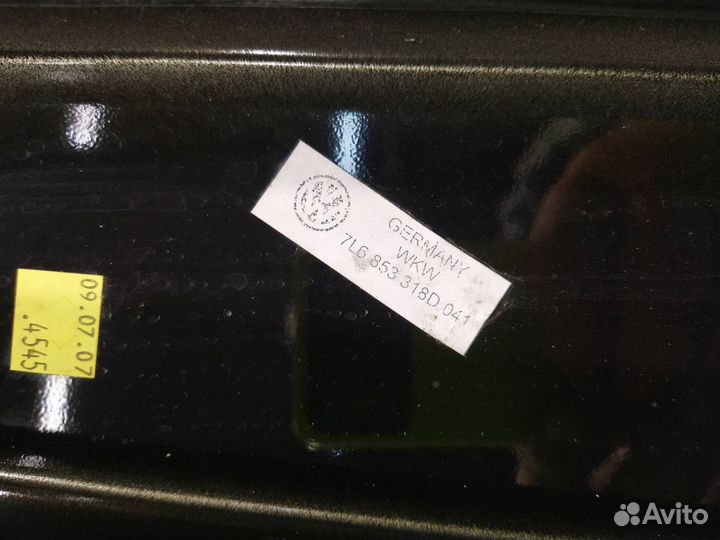 GERMANY
WKW
7L6 853 318D 041
09.07.07
.4545
Avito